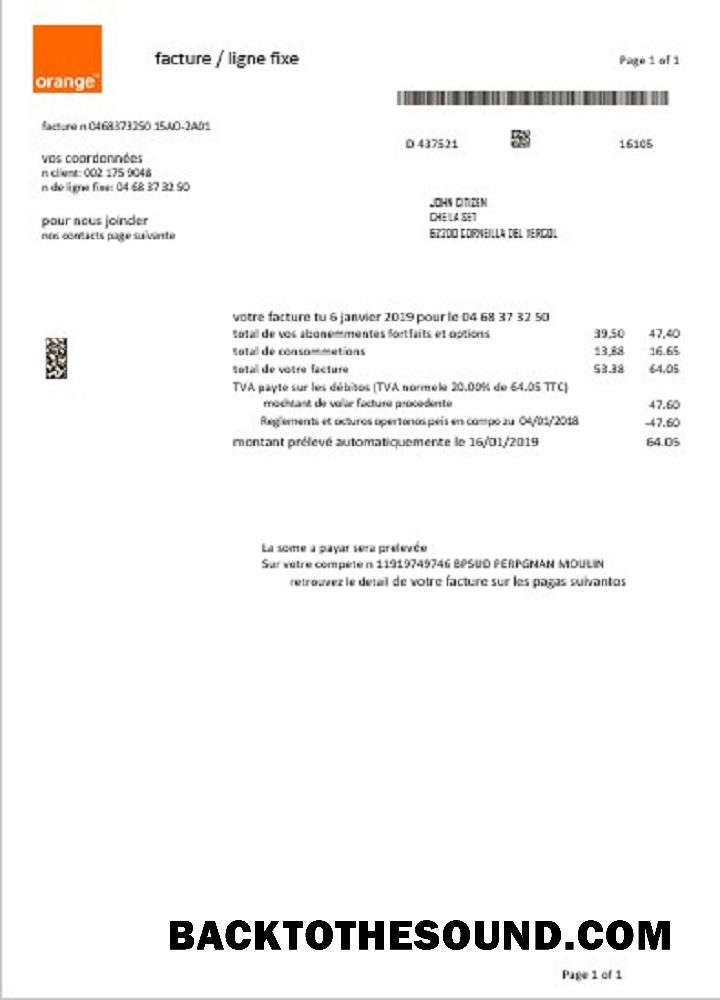 orange™
facture / ligne fixe
Page 1 of 1
facture n 0468373250 15AO-2A01
D 437521
16105
vos coordonnées
n client: 002 175 9048
n de ligne fixe: 04 68 37 32 50
JOHN CITIZEN
CHE LA SET
62200 CORNEILLA DEL
pour nous joinder
nos contacts page suivante
votre facture tu 6 janvier 2019 pour le 04 68 37 32 50
total de vos abonemmentes fortfaits et options 39,50 47,40
total de consommetions 13,88 16.65
total de votre facture 53.38 64.05
TVA payte sur les débitos (TVA normele 20.00% de 64.05 TTC)
mochtant de volar facture procedente 47.60
Reglements et octuros opertonos peis en compo zu 04/01/2018 -47.60
montant prélevé automatiquemente le 16/01/2019 64.05
La some a payar sera prelevée
Sur votre compete n 11919749746 BPSUD PERPGNAN MOULIN
retrouvez le detail de votre facture sur les pagas suivantos
BACKTOTHESOUND.COM
Page 1 of 1